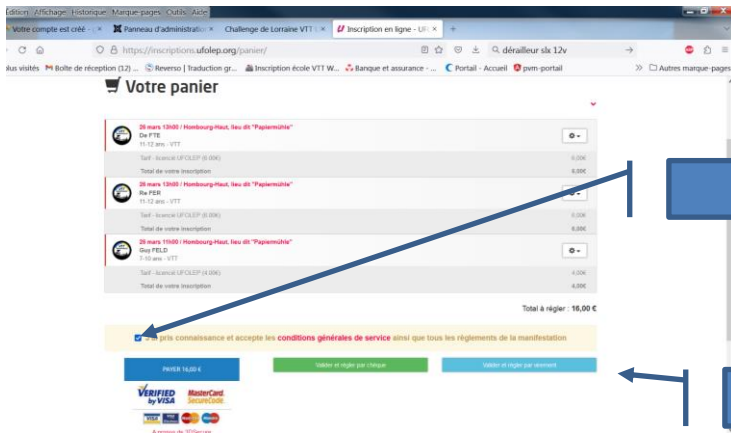 Édition Affichage Historique Marque-pages Outils Aide
Votre compte est créé - × Panneau d'administration × Challenge de Lorraine VTT × Inscription en ligne - UF × +
https://inscriptions.ufolep.org/panier/ dérailleur slx 12v
plus visités Boîte de réception (12) ... Reverso | Traduction gr... Inscription école VTT W... Banque et assurance - ... Portail - Accueil pvm-portail Autres marque-pages
Votre panier
26 mars 13h00 / Hombourg-Haut, lieu dit "Papiermühle"
De FTE
11-12 ans - VTT
Tarif - licencié UFOLEP (6.00€) 6,00€
Total de votre inscription 6,00€
26 mars 13h00 / Hombourg-Haut, lieu dit "Papiermühle"
Re FER
11-12 ans - VTT
Tarif - licencié UFOLEP (6.00€) 6,00€
Total de votre inscription 6,00€
26 mars 11h00 / Hombourg-Haut, lieu dit "Papiermühle"
Guy FELD
7-10 ans - VTT
Tarif - licencié UFOLEP (4.00€) 4,00€
Total de votre inscription 4,00€
Total à régler : 16,00 €
pris connaissance et accepte les conditions générales de service ainsi que tous les règlements de la manifestation
PAYER 16,00 € Valider et régler par chèque Valider et régler par virement
VERIFIED by VISA MasterCard. SecureCode.
VISA MasterCard Maestro
A propos de 3DSecure